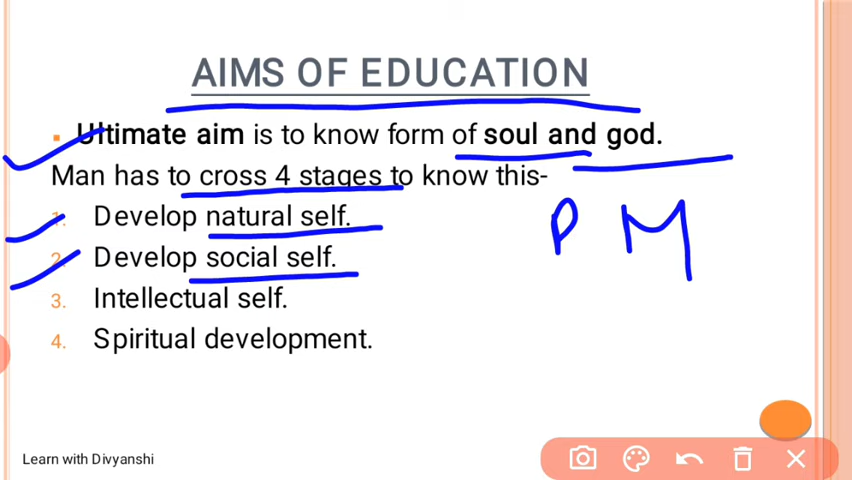 AIMS OF EDUCATION
Ultimate aim is to know form of soul and god.
Man has to cross 4 stages to know this-
1. Develop natural self.
2. Develop social self.
3. Intellectual self.
4. Spiritual development.
P M
Learn with Divyanshi